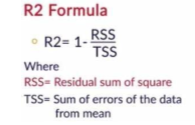 R2 Formula
R2= 1- RSS
TSS
Where
RSS= Residual sum of square
TSS= Sum of errors of the data
from mean